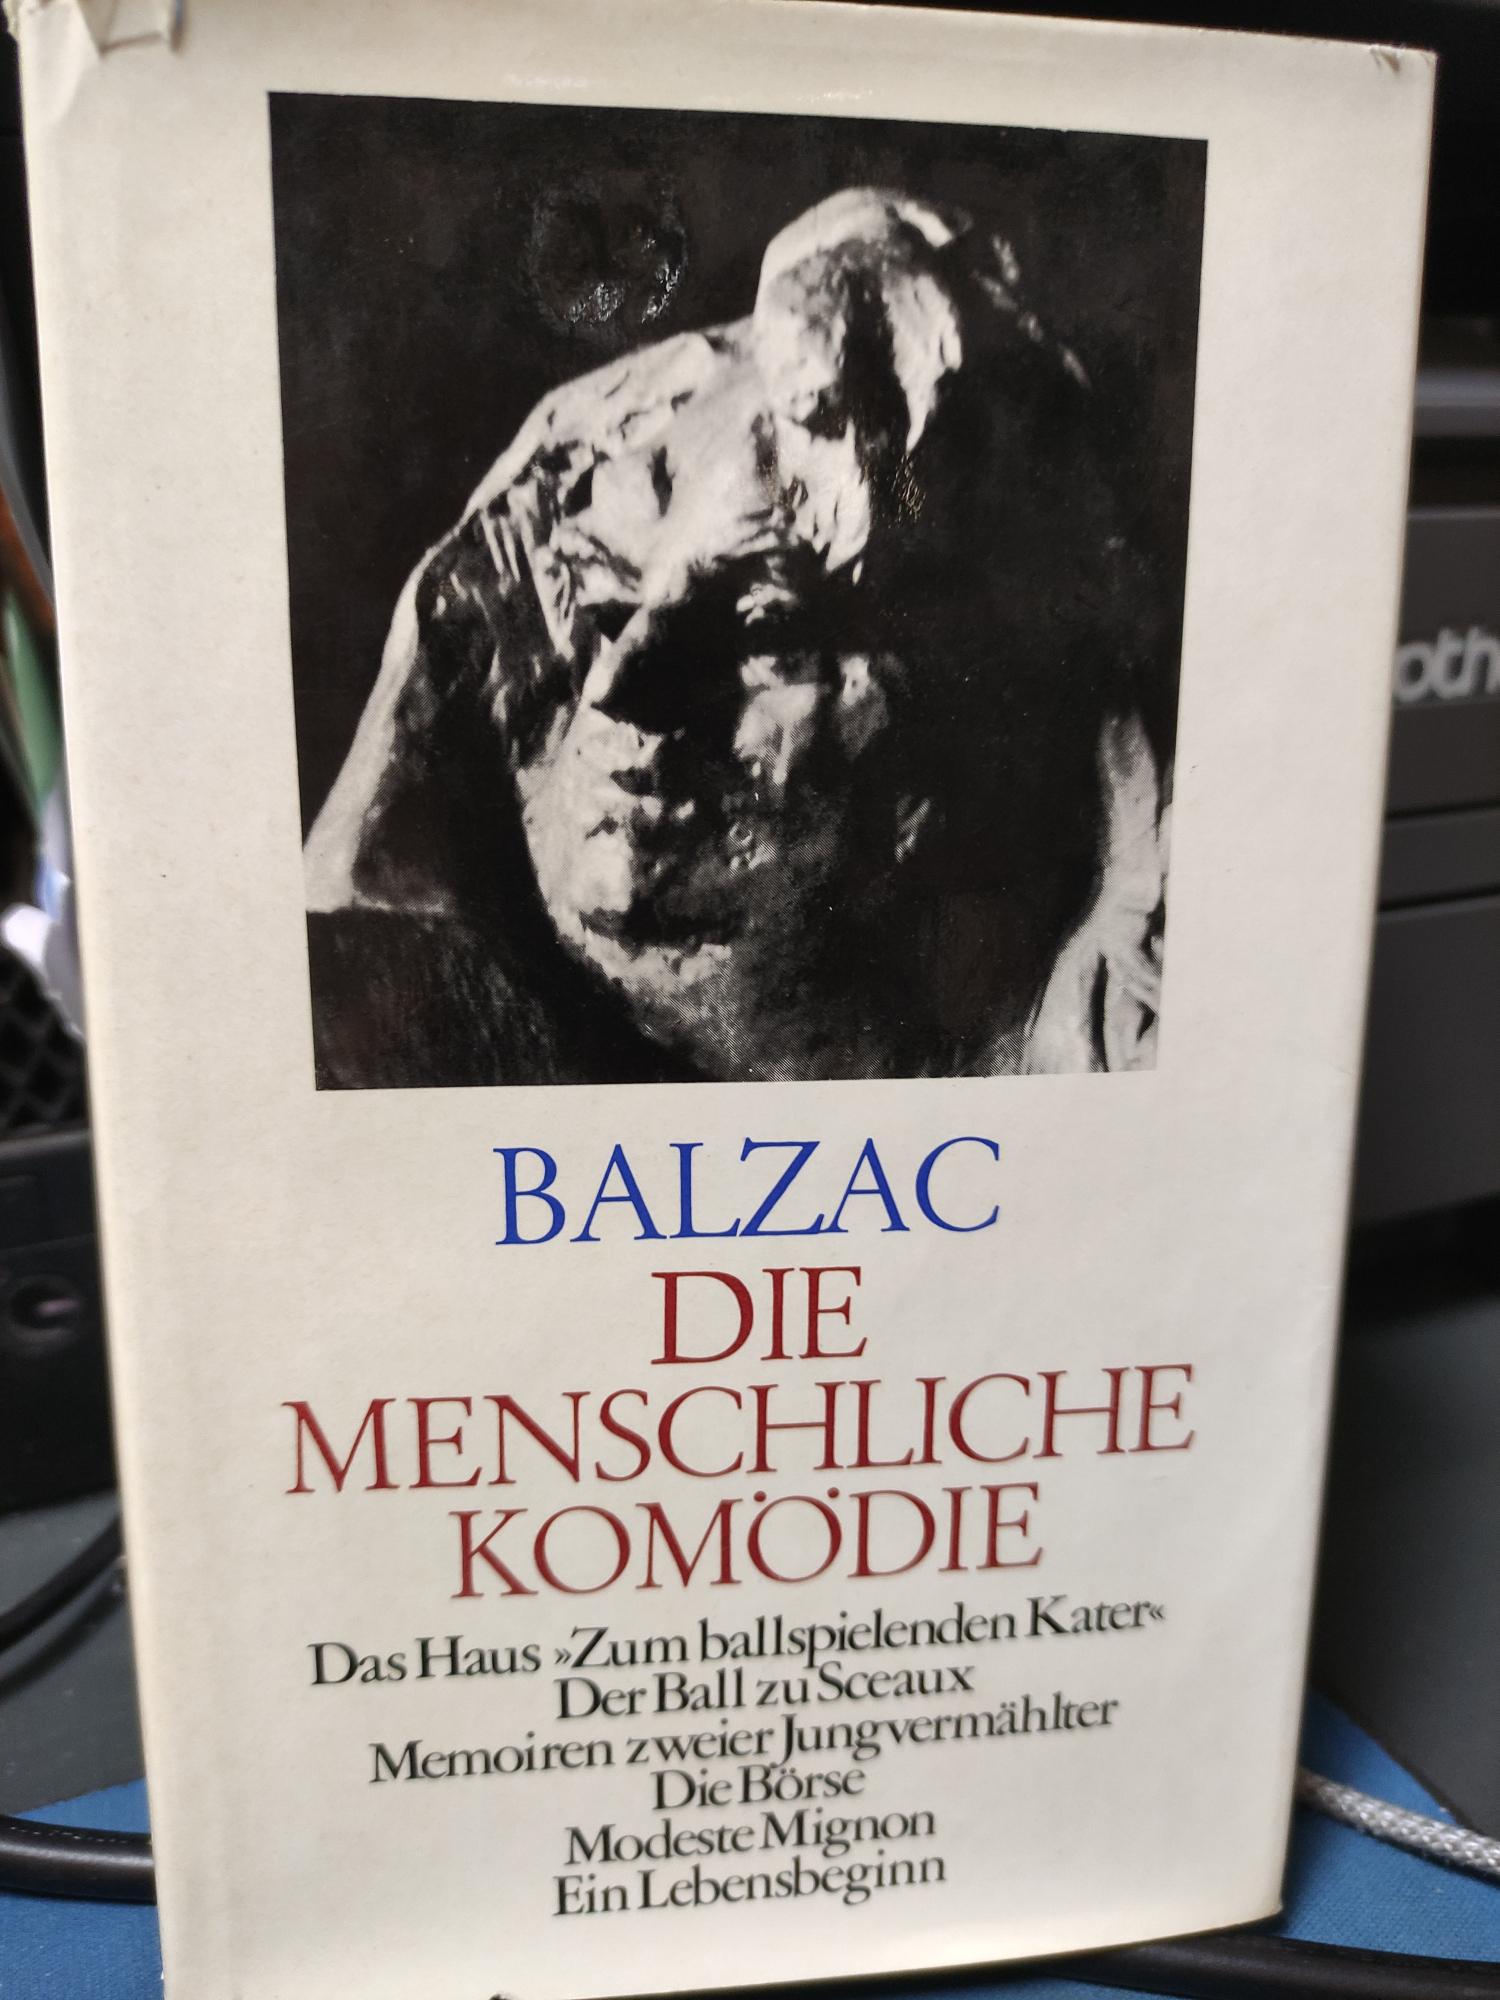 BALZAC
DIE
MENSCHLICHE
KOMÖDIE
Das Haus »Zum ballspielenden Kater«
Der Ball zu Sceaux
Memoiren zweier Jungvermählter
Die Börse
Modeste Mignon
Ein Lebensbeginn
oth